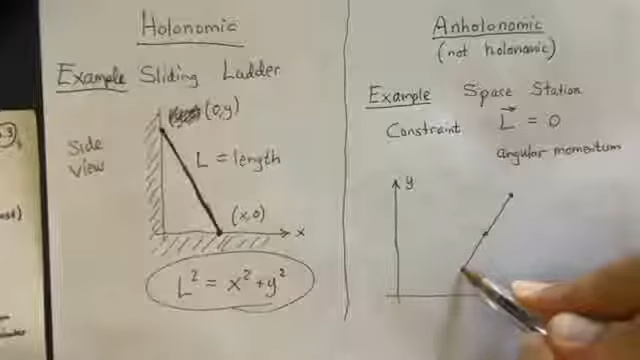 Holonomic
Example Sliding Ladder
(0,y)
Side
view
L = length
(x,0)
x
L² = x² + y²
Anholonomic
(not holonomic)
Example Space Station
Constraint L⃗ = 0
angular momentum
y